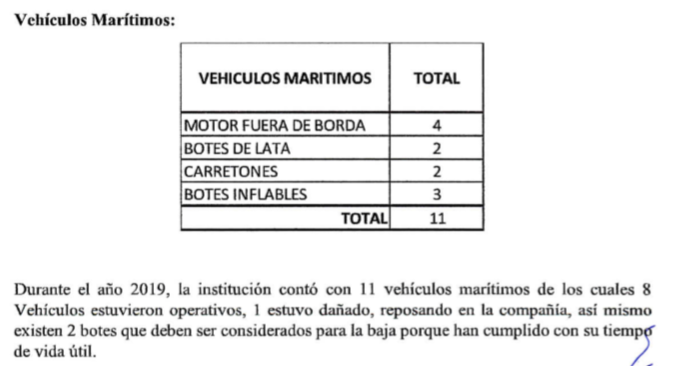 Vehículos Marítimos:
VEHICULOS MARITIMOS TOTAL
MOTOR FUERA DE BORDA 4
BOTES DE LATA 2
CARRETONES 2
BOTES INFLABLES 3
TOTAL 11
Durante el año 2019, la institución contó con 11 vehículos marítimos de los cuales 8
Vehículos estuvieron operativos, 1 estuvo dañado, reposando en la compañía, así mismo
existen 2 botes que deben ser considerados para la baja porque han cumplido con su tiempo
de vida útil.